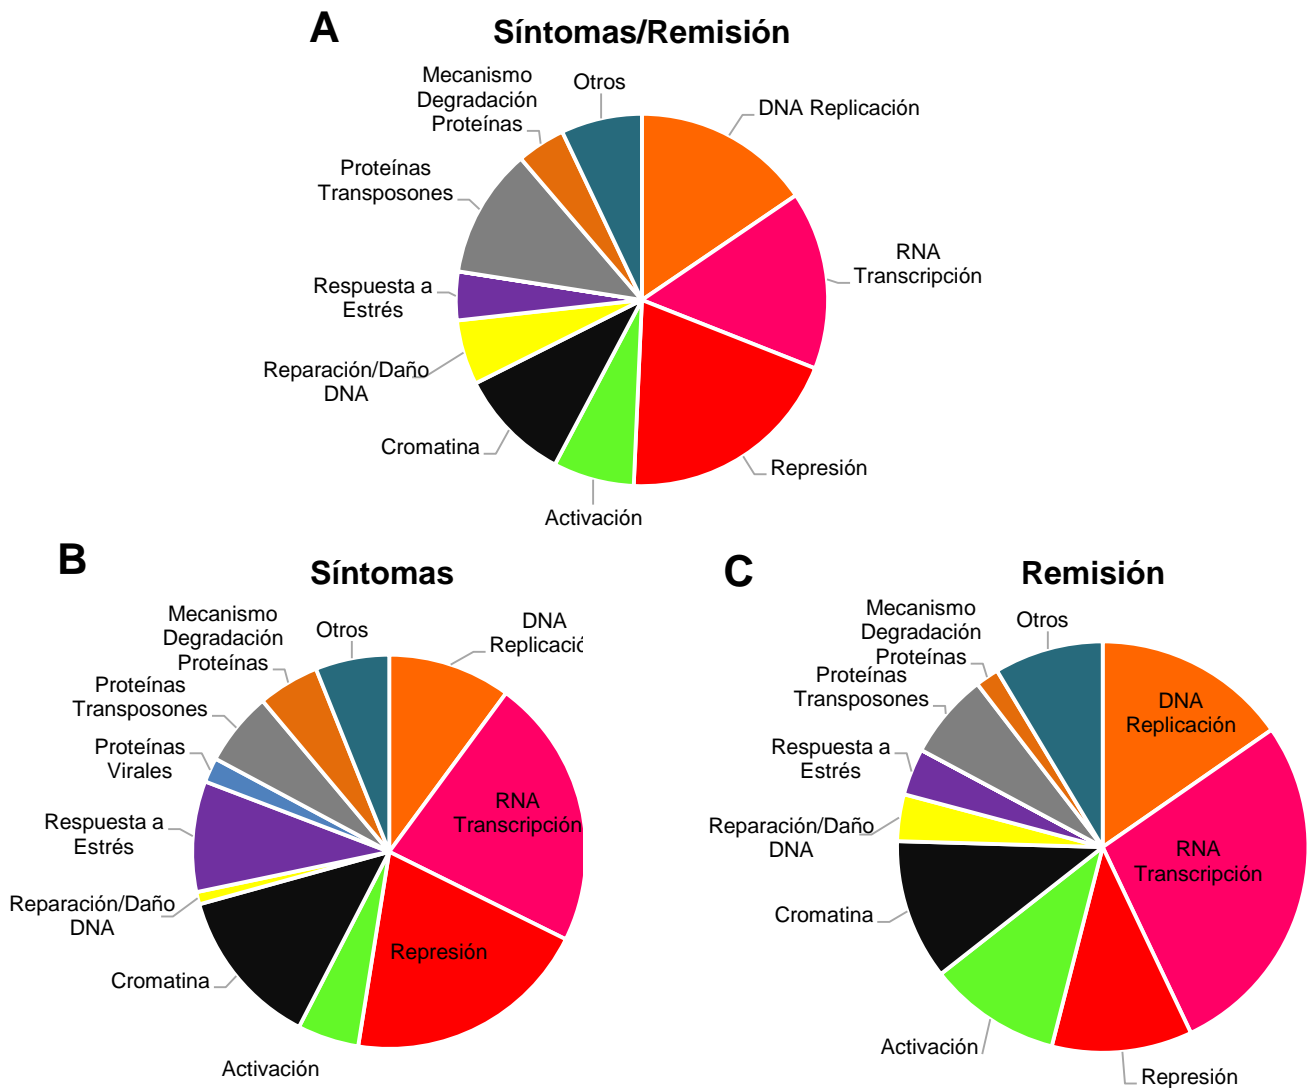 A
Síntomas/Remisión
Mecanismo
Degradación
Proteínas
Otros
DNA Replicación
Proteínas
Transposones
RNA
Transcripción
Respuesta a
Estrés
Reparación/Daño
DNA
Cromatina
Represión
Activación
B
Síntomas
Mecanismo
Degradación
Proteínas
Otros
DNA
Replicació
Proteínas
Transposones
Proteínas
Virales
RNA
Transcripción
Respuesta a
Estrés
Reparación/Daño
DNA
Represión
Cromatina
Activación
C
Remisión
Mecanismo
Degradación
Proteínas
Otros
Proteínas
Transposones
DNA
Replicación
Respuesta a
Estrés
Reparación/Daño
DNA
RNA
Transcripción
Cromatina
Activación
Represión